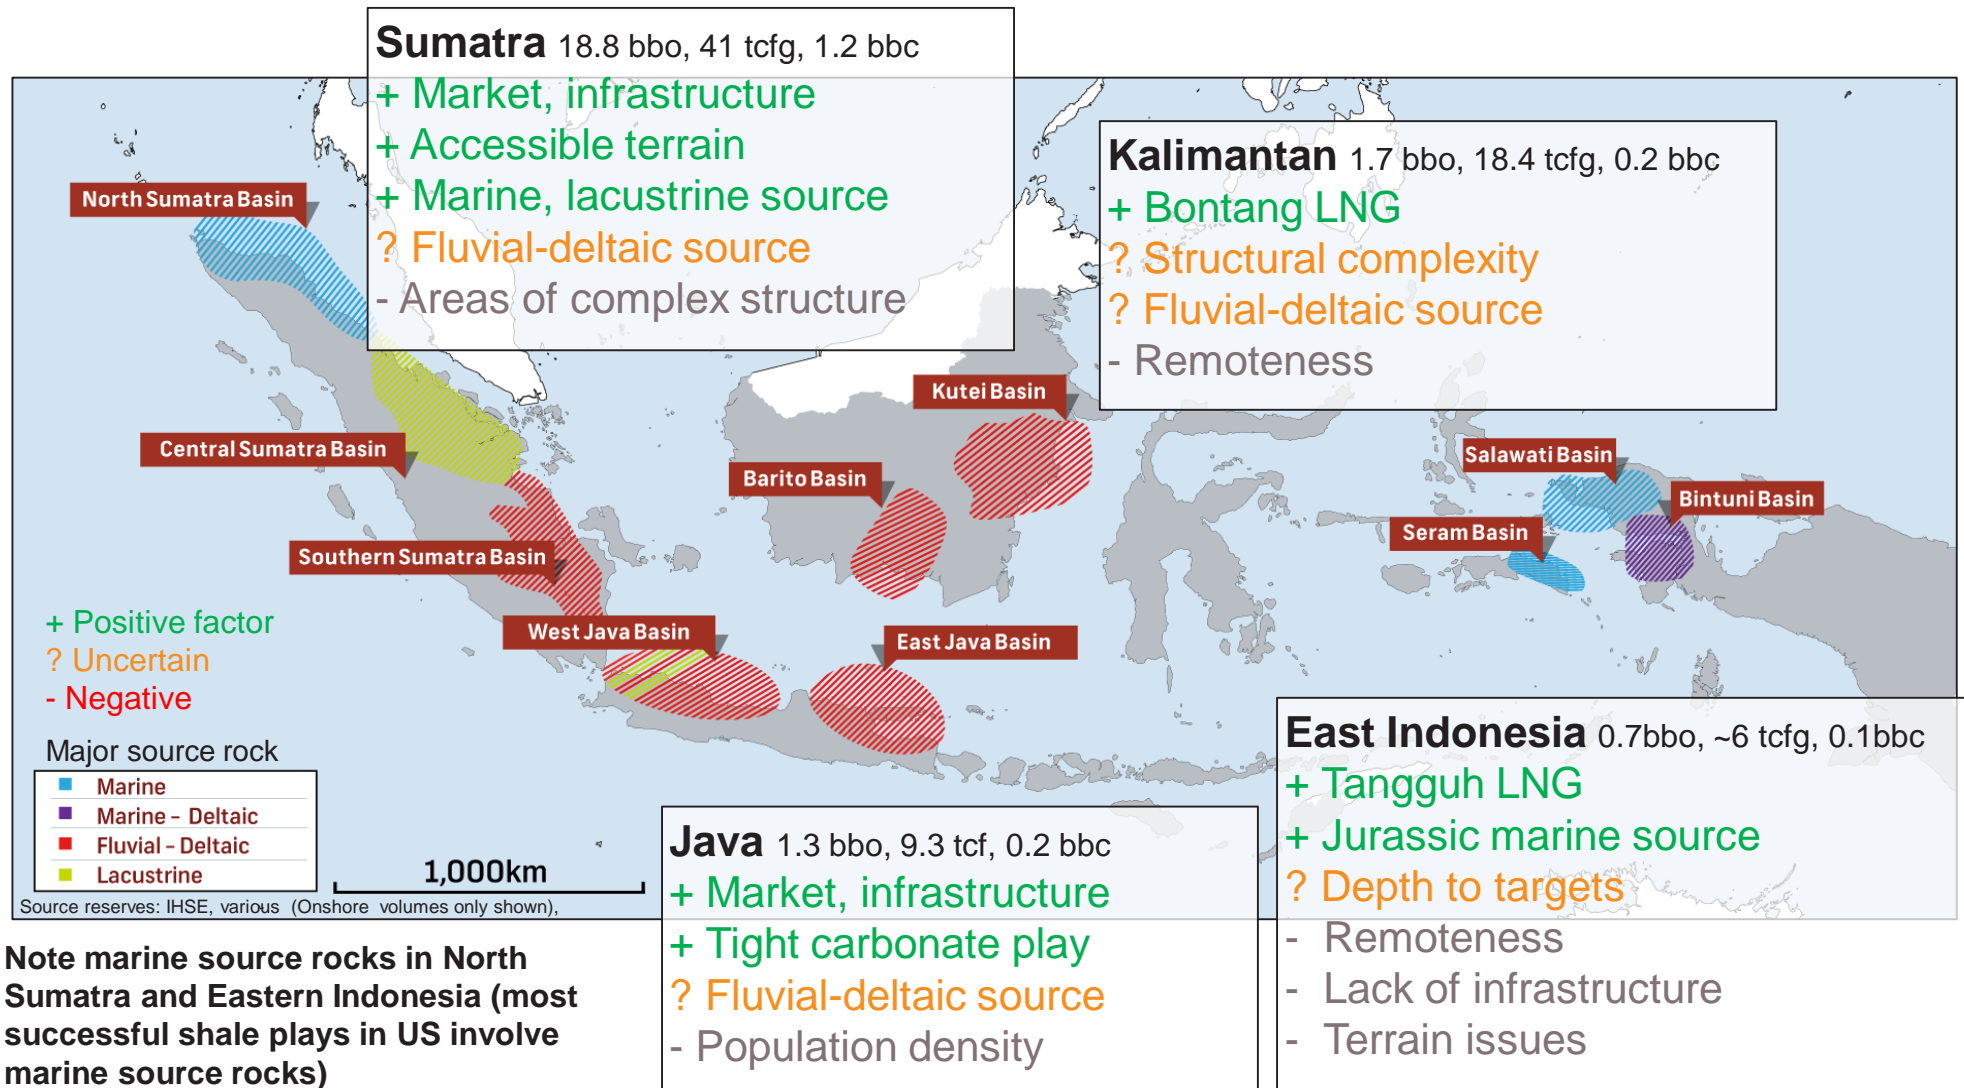 Sumatra 18.8 bbo, 41 tcfg, 1.2 bbc
+ Market, infrastructure
+ Accessible terrain
+ Marine, lacustrine source
? Fluvial-deltaic source
- Areas of complex structure
Kalimantan 1.7 bbo, 18.4 tcfg, 0.2 bbc
+ Bontang LNG
? Structural complexity
? Fluvial-deltaic source
- Remoteness
North Sumatra Basin
Central Sumatra Basin
Southern Sumatra Basin
West Java Basin
East Java Basin
Barito Basin
Kutei Basin
Salawati Basin
Bintuni Basin
Seram Basin
+ Positive factor
? Uncertain
- Negative
Major source rock
Marine
Marine - Deltaic
Fluvial - Deltaic
Lacustrine
1,000km
Source reserves: IHSE, various (Onshore volumes only shown),
Java 1.3 bbo, 9.3 tcf, 0.2 bbc
+ Market, infrastructure
+ Tight carbonate play
? Fluvial-deltaic source
- Population density
East Indonesia 0.7bbo, ~6 tcfg, 0.1bbc
+ Tangguh LNG
+ Jurassic marine source
? Depth to targets
- Remoteness
- Lack of infrastructure
- Terrain issues
Note marine source rocks in North
Sumatra and Eastern Indonesia (most
successful shale plays in US involve
marine source rocks)